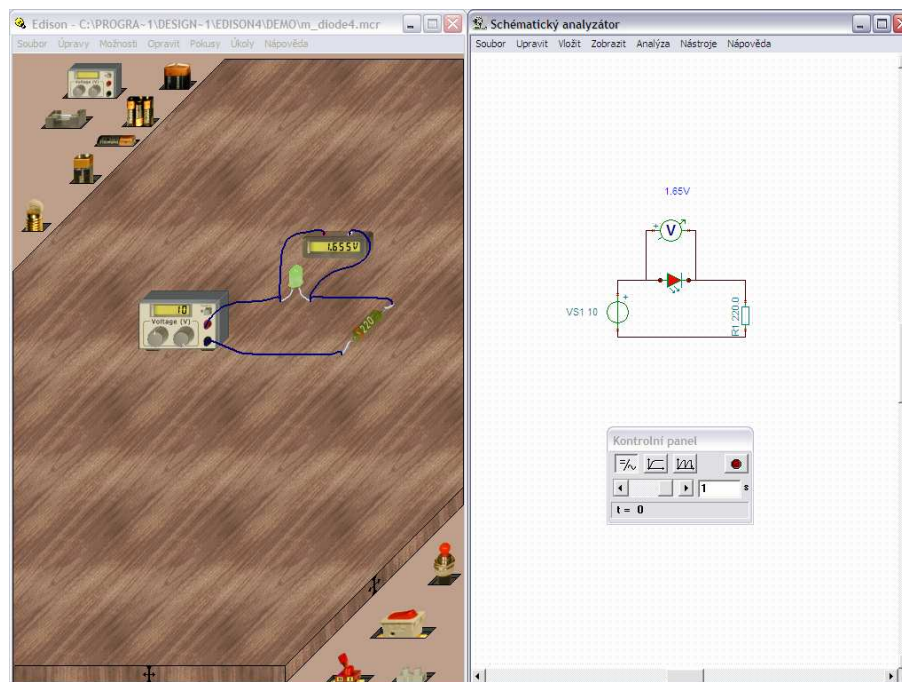 Edison - C:\PROGRA~1\DESIGN~1\EDISON4\DEMO\m_diode4.mcr
Soubor Úpravy Možnosti Opravit Pokusy Úkoly Nápověda
1.655V
10
Voltage (V)
220
Schématický analyzátor
Soubor Upravit Vložit Zobrazit Analýza Nástroje Nápověda
1.65V
+ V
+
VS1 10
R1 220.0
Kontrolní panel
1 s
t = 0